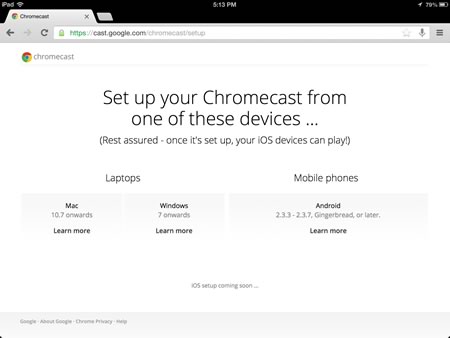 iPad
5:13 PM
79%
Chromecast
https://cast.google.com/chromecast/setup
chromecast
Set up your Chromecast from
one of these devices ...
(Rest assured - once it's set up, your iOS devices can play!)
Laptops
Mobile phones
Mac
10.7 onwards
Learn more
Windows
7 onwards
Learn more
Android
2.3.3 - 2.3.7, Gingerbread, or later.
Learn more
iOS setup coming soon ...
Google - About Google - Chrome Privacy - Help